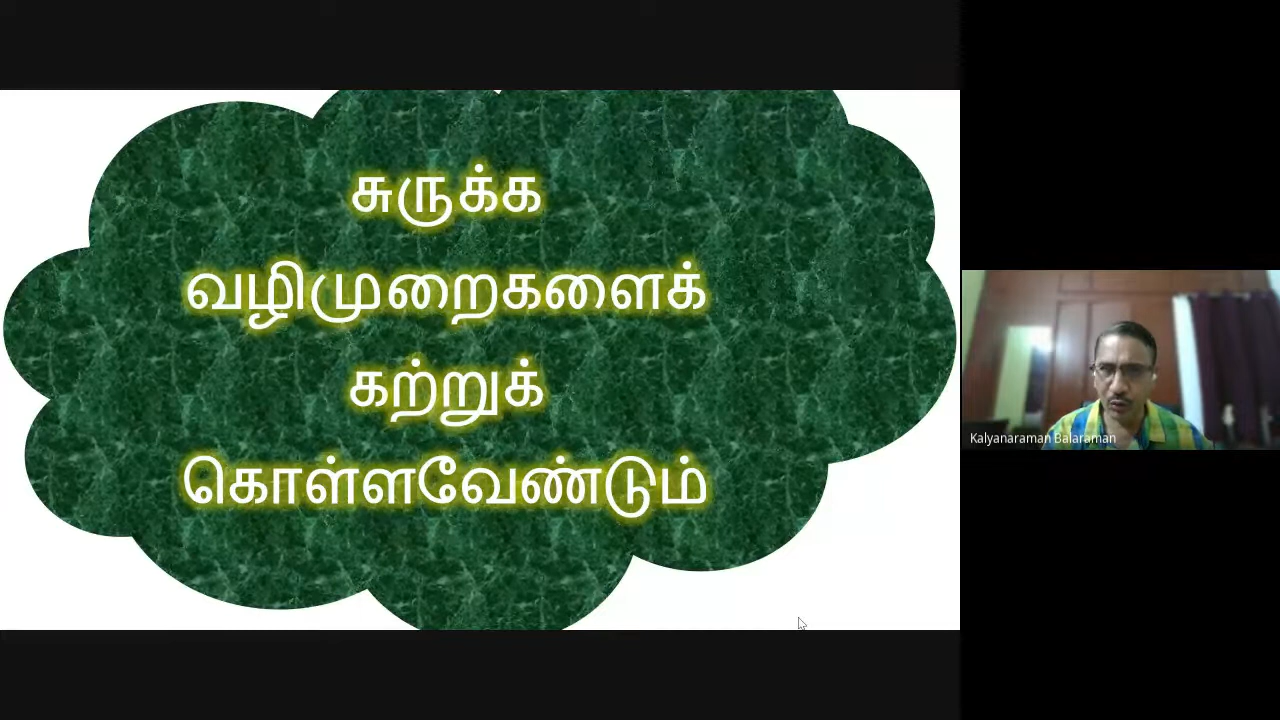 சுருக்க
வழிமுறைகளைக்
கற்றுக்
கொள்ளவேண்டும்
Kalyanaraman Balaraman